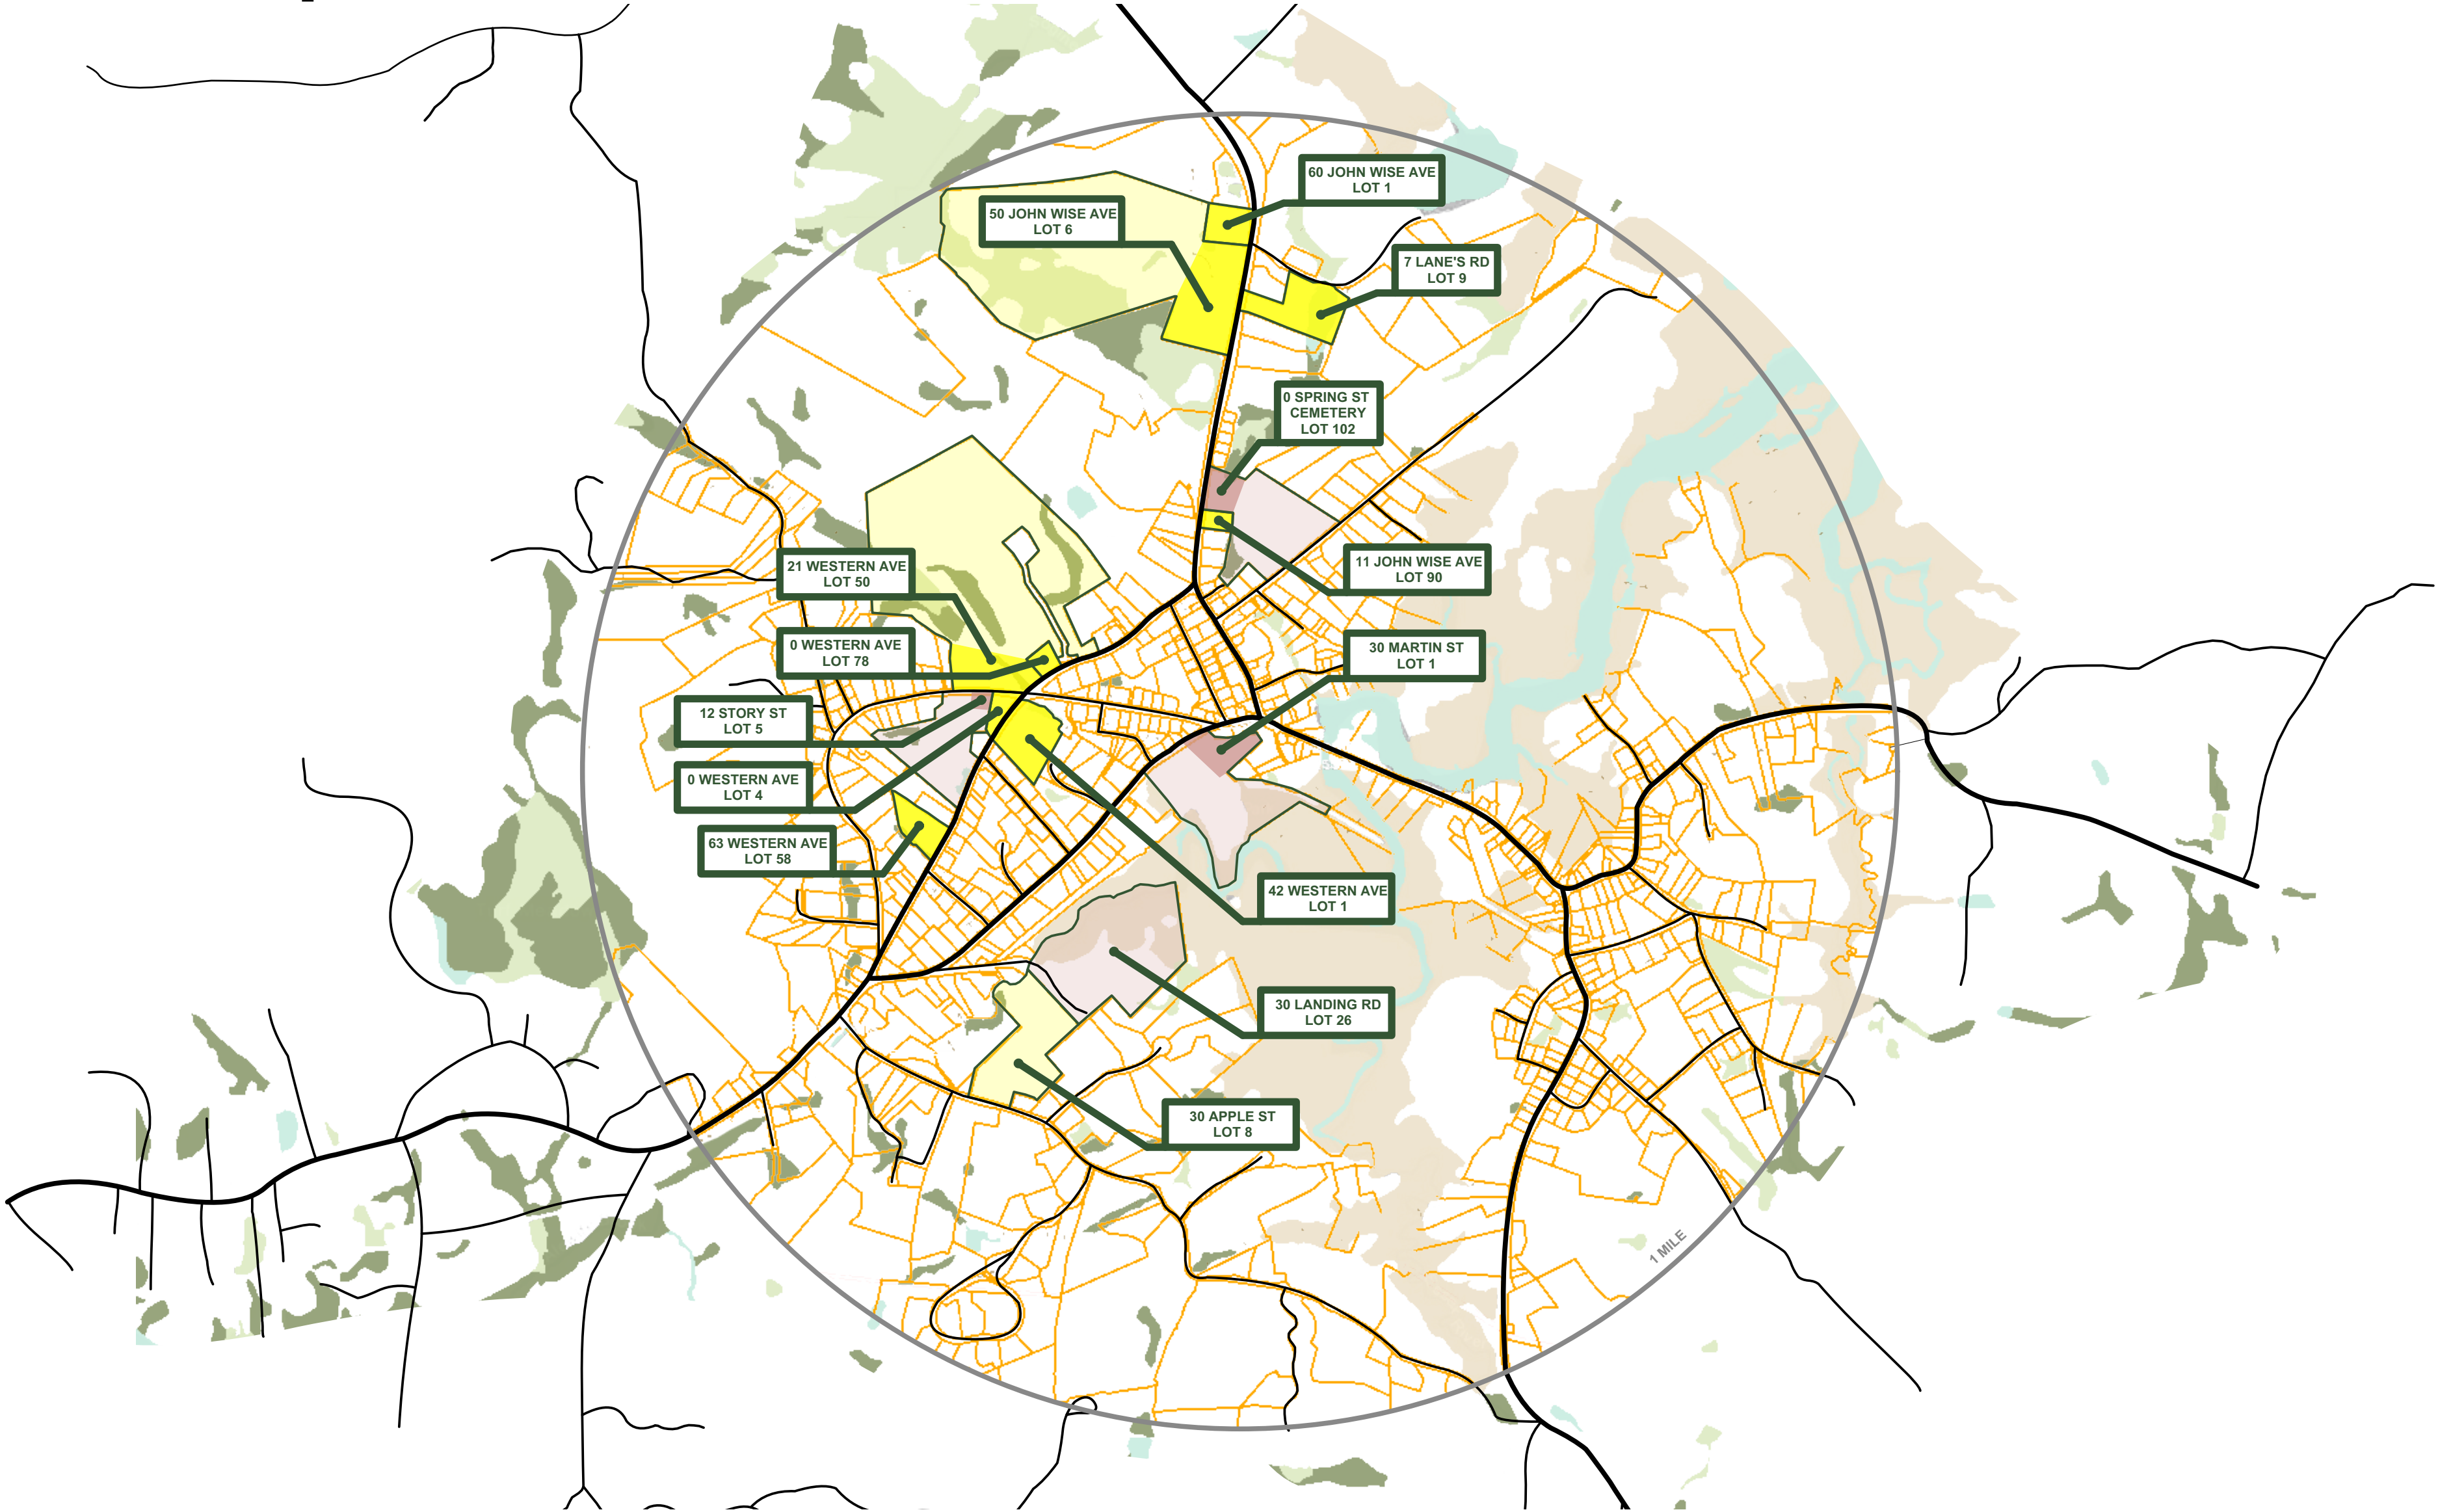 60 JOHN WISE AVE
LOT 1
50 JOHN WISE AVE
LOT 6
7 LANE'S RD
LOT 9
0 SPRING ST
CEMETERY
LOT 102
21 WESTERN AVE
LOT 50
11 JOHN WISE AVE
LOT 90
0 WESTERN AVE
LOT 78
30 MARTIN ST
LOT 1
12 STORY ST
LOT 5
0 WESTERN AVE
LOT 4
63 WESTERN AVE
LOT 58
42 WESTERN AVE
LOT 1
30 LANDING RD
LOT 26
30 APPLE ST
LOT 8
1 MILE